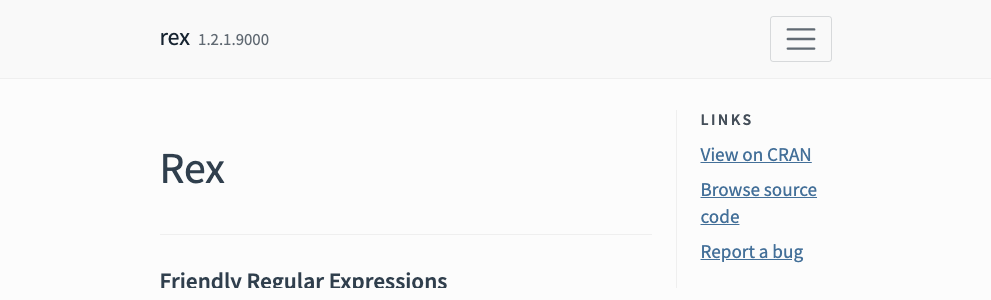 rex 1.2.1.9000
Rex
Friendly Regular Expressions
LINKS
View on CRAN
Browse source
code
Report a bug